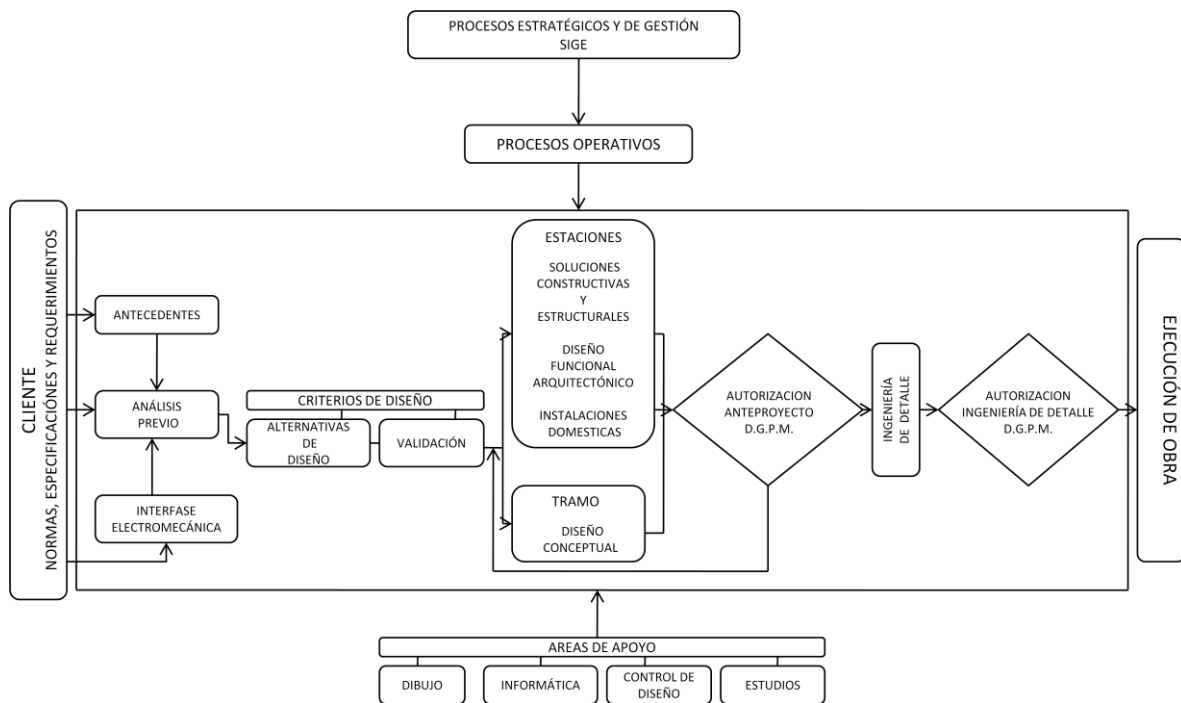 PROCESOS ESTRATÉGICOS Y DE GESTIÓN
SIGE
PROCESOS OPERATIVOS
CLIENTE
NORMAS, ESPECIFICACIÓNES Y REQUERIMIENTOS
ANTECEDENTES
ANÁLISIS
PREVIO
INTERFASE
ELECTROMECÁNICA
CRITERIOS DE DISEÑO
ALTERNATIVAS
DE
DISEÑO
VALIDACIÓN
ESTACIONES
SOLUCIONES
CONSTRUCTIVAS
Y
ESTRUCTURALES
DISEÑO
FUNCIONAL
ARQUITECTÓNICO
INSTALACIONES
DOMESTICAS
TRAMO
DISEÑO
CONCEPTUAL
AUTORIZACION
ANTEPROYECTO
D.G.P.M.
INGENIERÍA
DE DETALLE
AUTORIZACION
INGENIERÍA DE DETALLE
D.G.P.M.
EJECUCIÓN DE OBRA
AREAS DE APOYO
DIBUJO
INFORMÁTICA
CONTROL DE
DISEÑO
ESTUDIOS